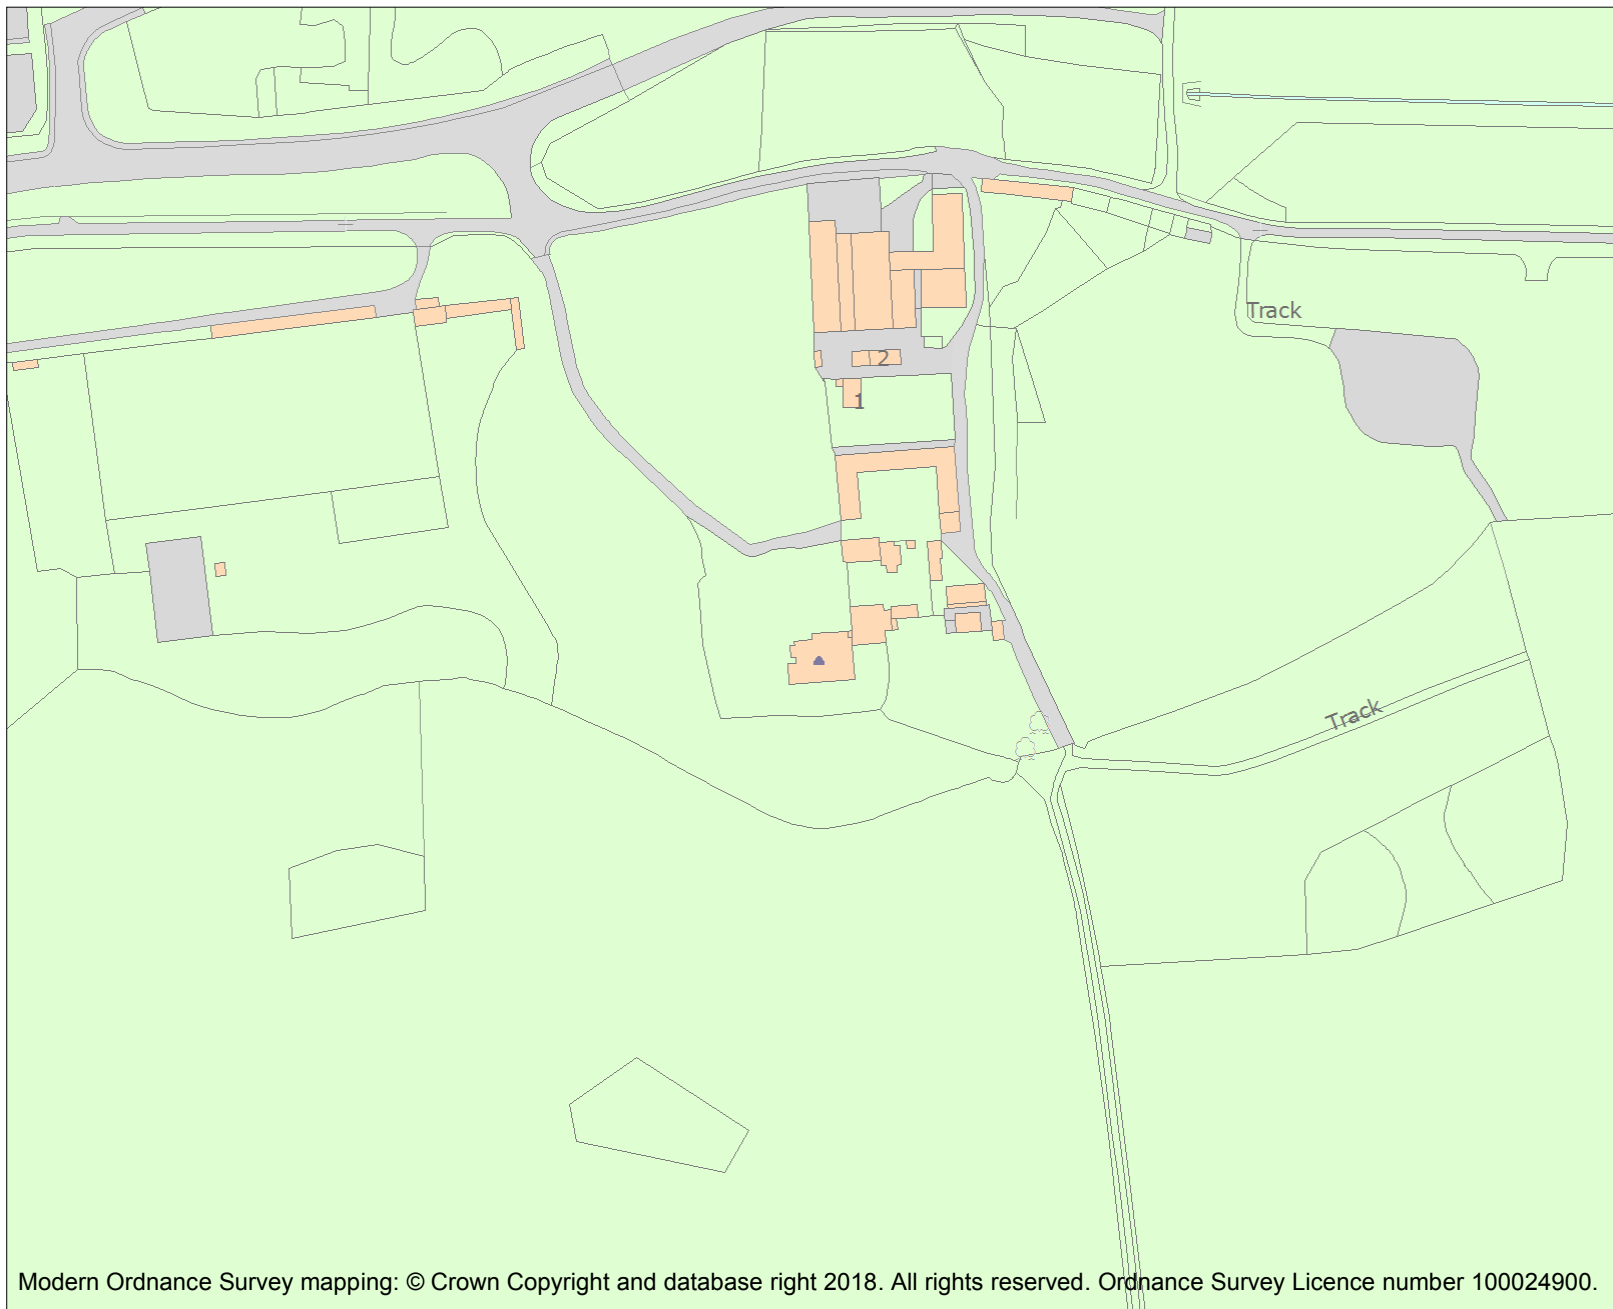 Track
2
1
Track
Modern Ordnance Survey mapping: © Crown Copyright and database right 2018. All rights reserved. Ordnance Survey Licence number 100024900.